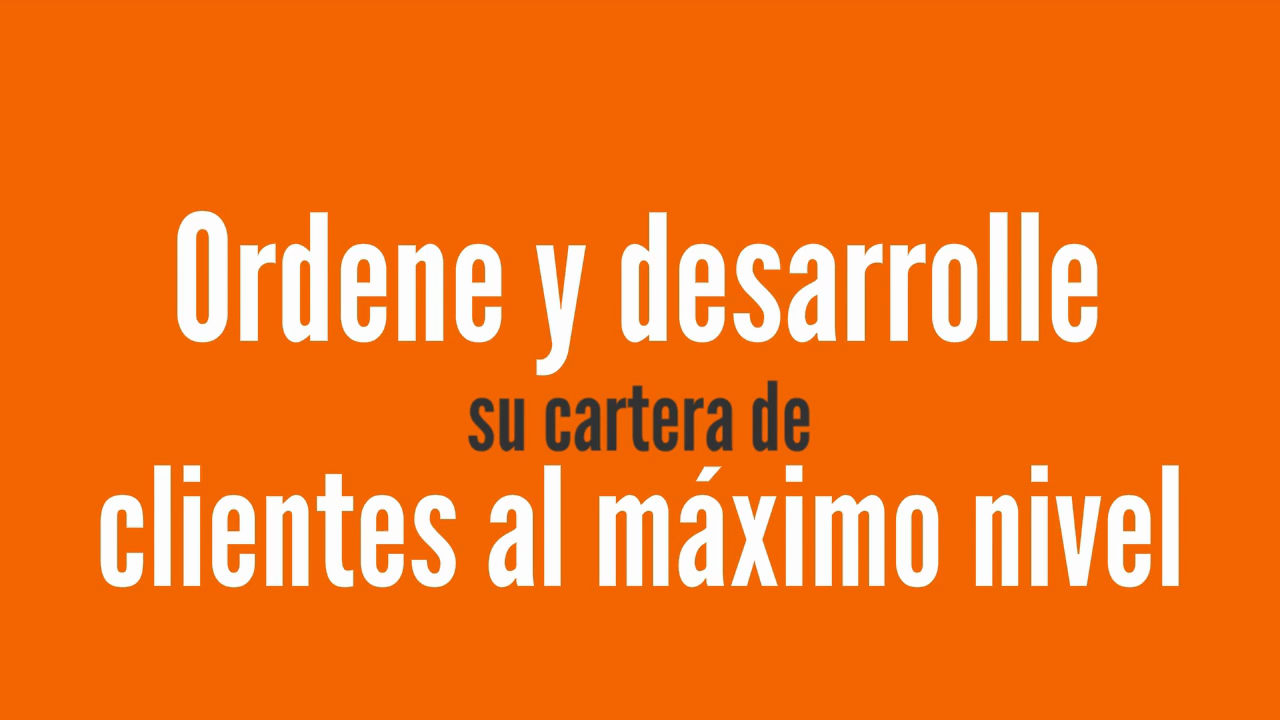 Ordene y desarrolle
su cartera de
clientes al máximo nivel